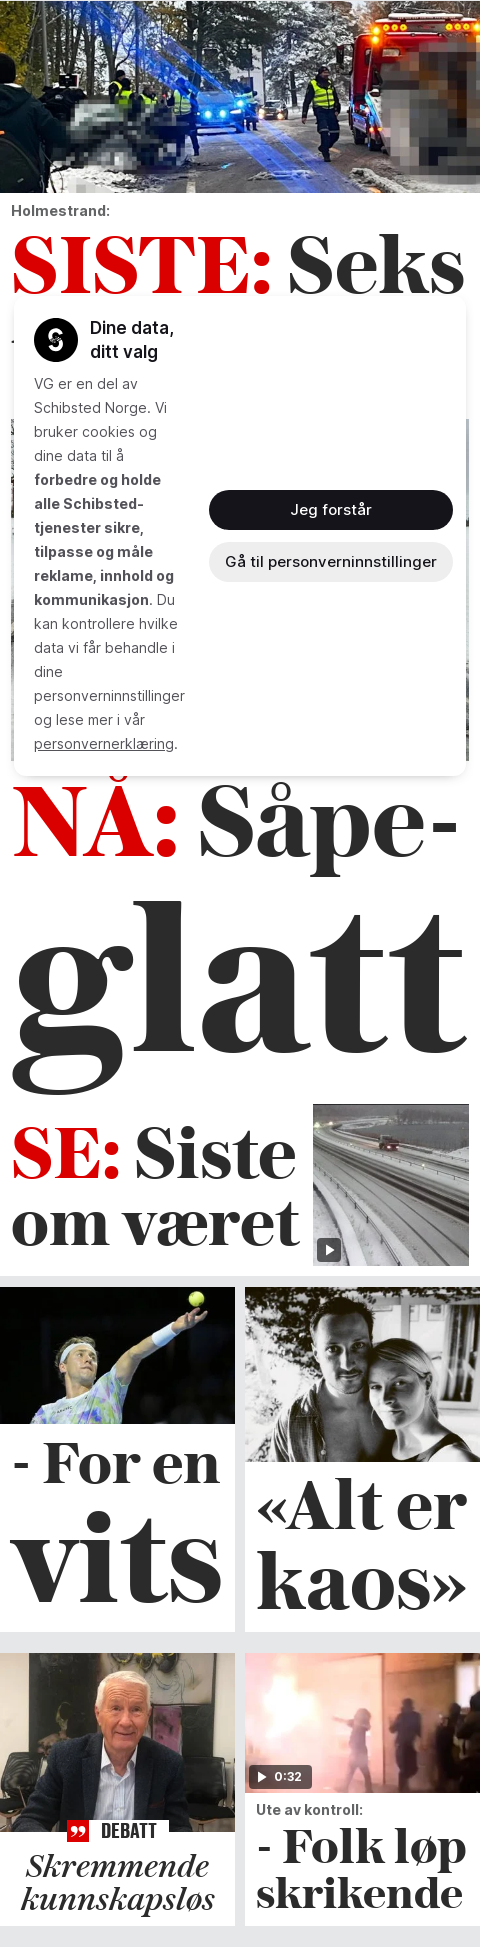 Holmestrand:
SISTE: Seks
Dine data,
ditt valg
VG er en del av
Schibsted Norge. Vi
bruker cookies og
dine data til å
forbedre og holde
alle Schibsted-
tjenester sikre,
tilpasse og måle
reklame, innhold og
kommunikasjon. Du
kan kontrollere hvilke
data vi får behandle i
dine
personverninnstillinger
og lese mer i vår
personvernerklæring.
Jeg forstår
Gå til personverninnstillinger
NÅ: Såpe-
glatt
SE: Siste
om været
- For en
vits
«Alt er
kaos»
DEBATT
Skremmende
kunnskapsløs
0:32
Ute av kontroll:
- Folk løp
skrikende